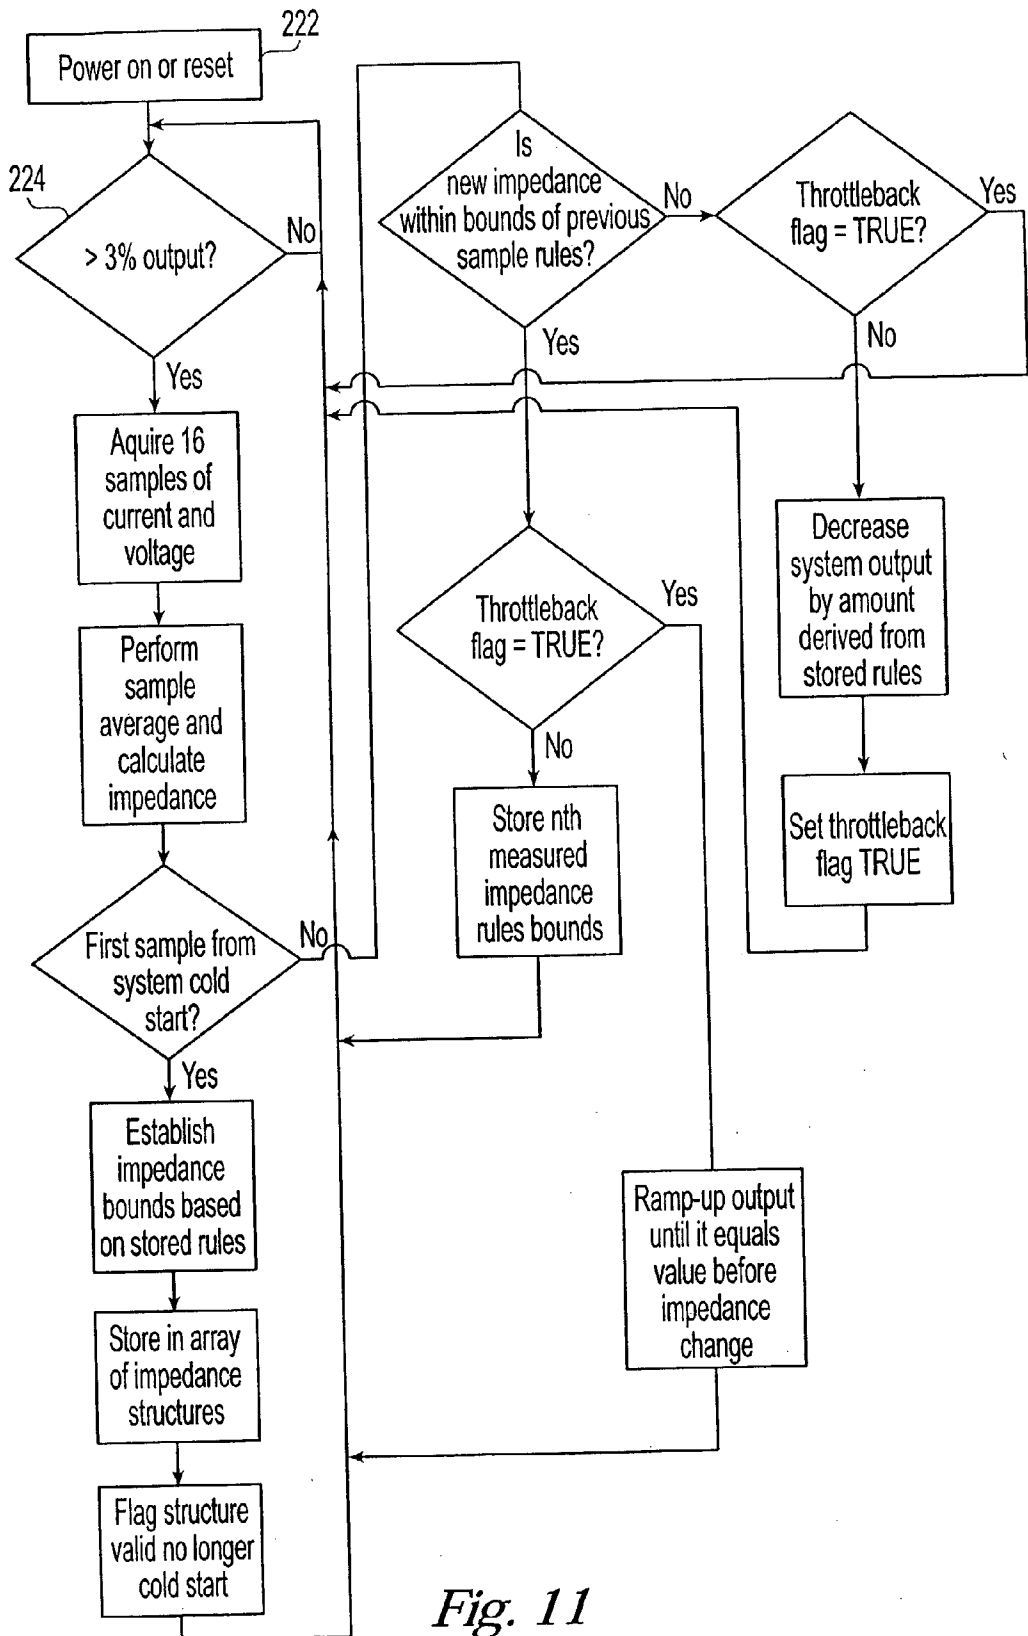 222
Power on or reset
224
> 3% output?
No
Yes
Aquire 16
samples of
current and
voltage
Perform
sample
average and
calculate
impedance
First sample from
system cold
start?
No
Yes
Establish
impedance
bounds based
on stored rules
Store in array
of impedance
structures
Flag structure
valid no longer
cold start
Is
new impedance
within bounds of previous
sample rules?
No
Yes
Throttleback
flag = TRUE?
Yes
No
Throttleback
flag = TRUE?
Yes
No
Store nth
measured
impedance
rules bounds
Decrease
system output
by amount
derived from
stored rules
Set throttleback
flag TRUE
Ramp-up output
until it equals
value before
impedance
change
Fig. 11